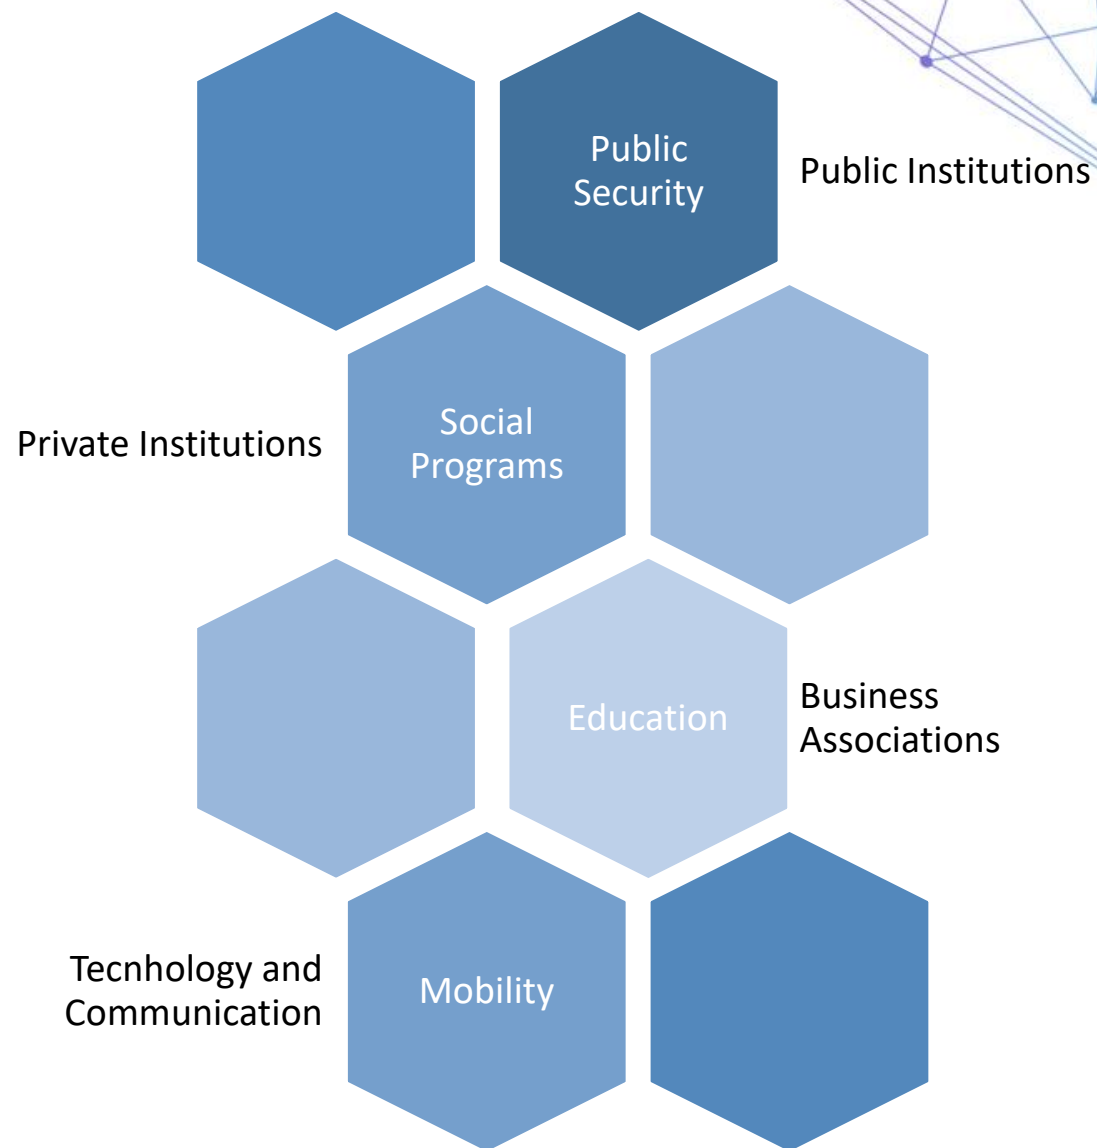 Public
Security
Public Institutions
Private Institutions
Social
Programs
Education
Business
Associations
Tecnhology and
Communication
Mobility